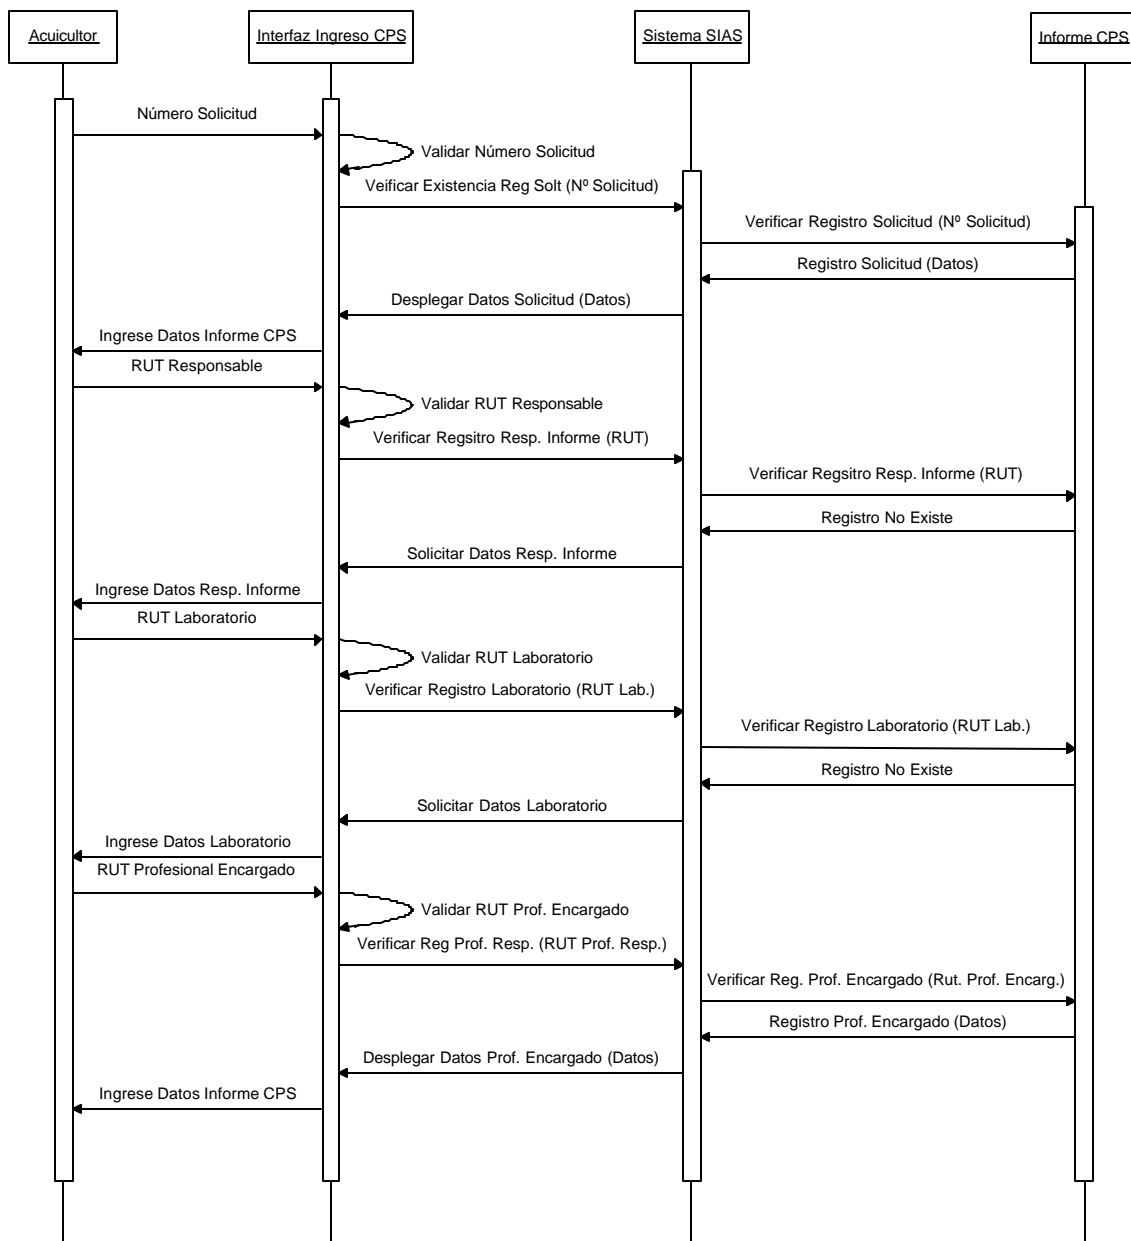 Acuicultor
Interfaz Ingreso CPS
Sistema SIAS
Informe CPS
Número Solicitud
Validar Número Solicitud
Veificar Existencia Reg Solt (Nº Solicitud)
Verificar Registro Solicitud (Nº Solicitud)
Registro Solicitud (Datos)
Desplegar Datos Solicitud (Datos)
Ingrese Datos Informe CPS
RUT Responsable
Validar RUT Responsable
Verificar Regsitro Resp. Informe (RUT)
Verificar Regsitro Resp. Informe (RUT)
Registro No Existe
Solicitar Datos Resp. Informe
Ingrese Datos Resp. Informe
RUT Laboratorio
Validar RUT Laboratorio
Verificar Registro Laboratorio (RUT Lab.)
Verificar Registro Laboratorio (RUT Lab.)
Registro No Existe
Solicitar Datos Laboratorio
Ingrese Datos Laboratorio
RUT Profesional Encargado
Validar RUT Prof. Encargado
Verificar Reg Prof. Resp. (RUT Prof. Resp.)
Verificar Reg. Prof. Encargado (Rut. Prof. Encarg.)
Registro Prof. Encargado (Datos)
Desplegar Datos Prof. Encargado (Datos)
Ingrese Datos Informe CPS